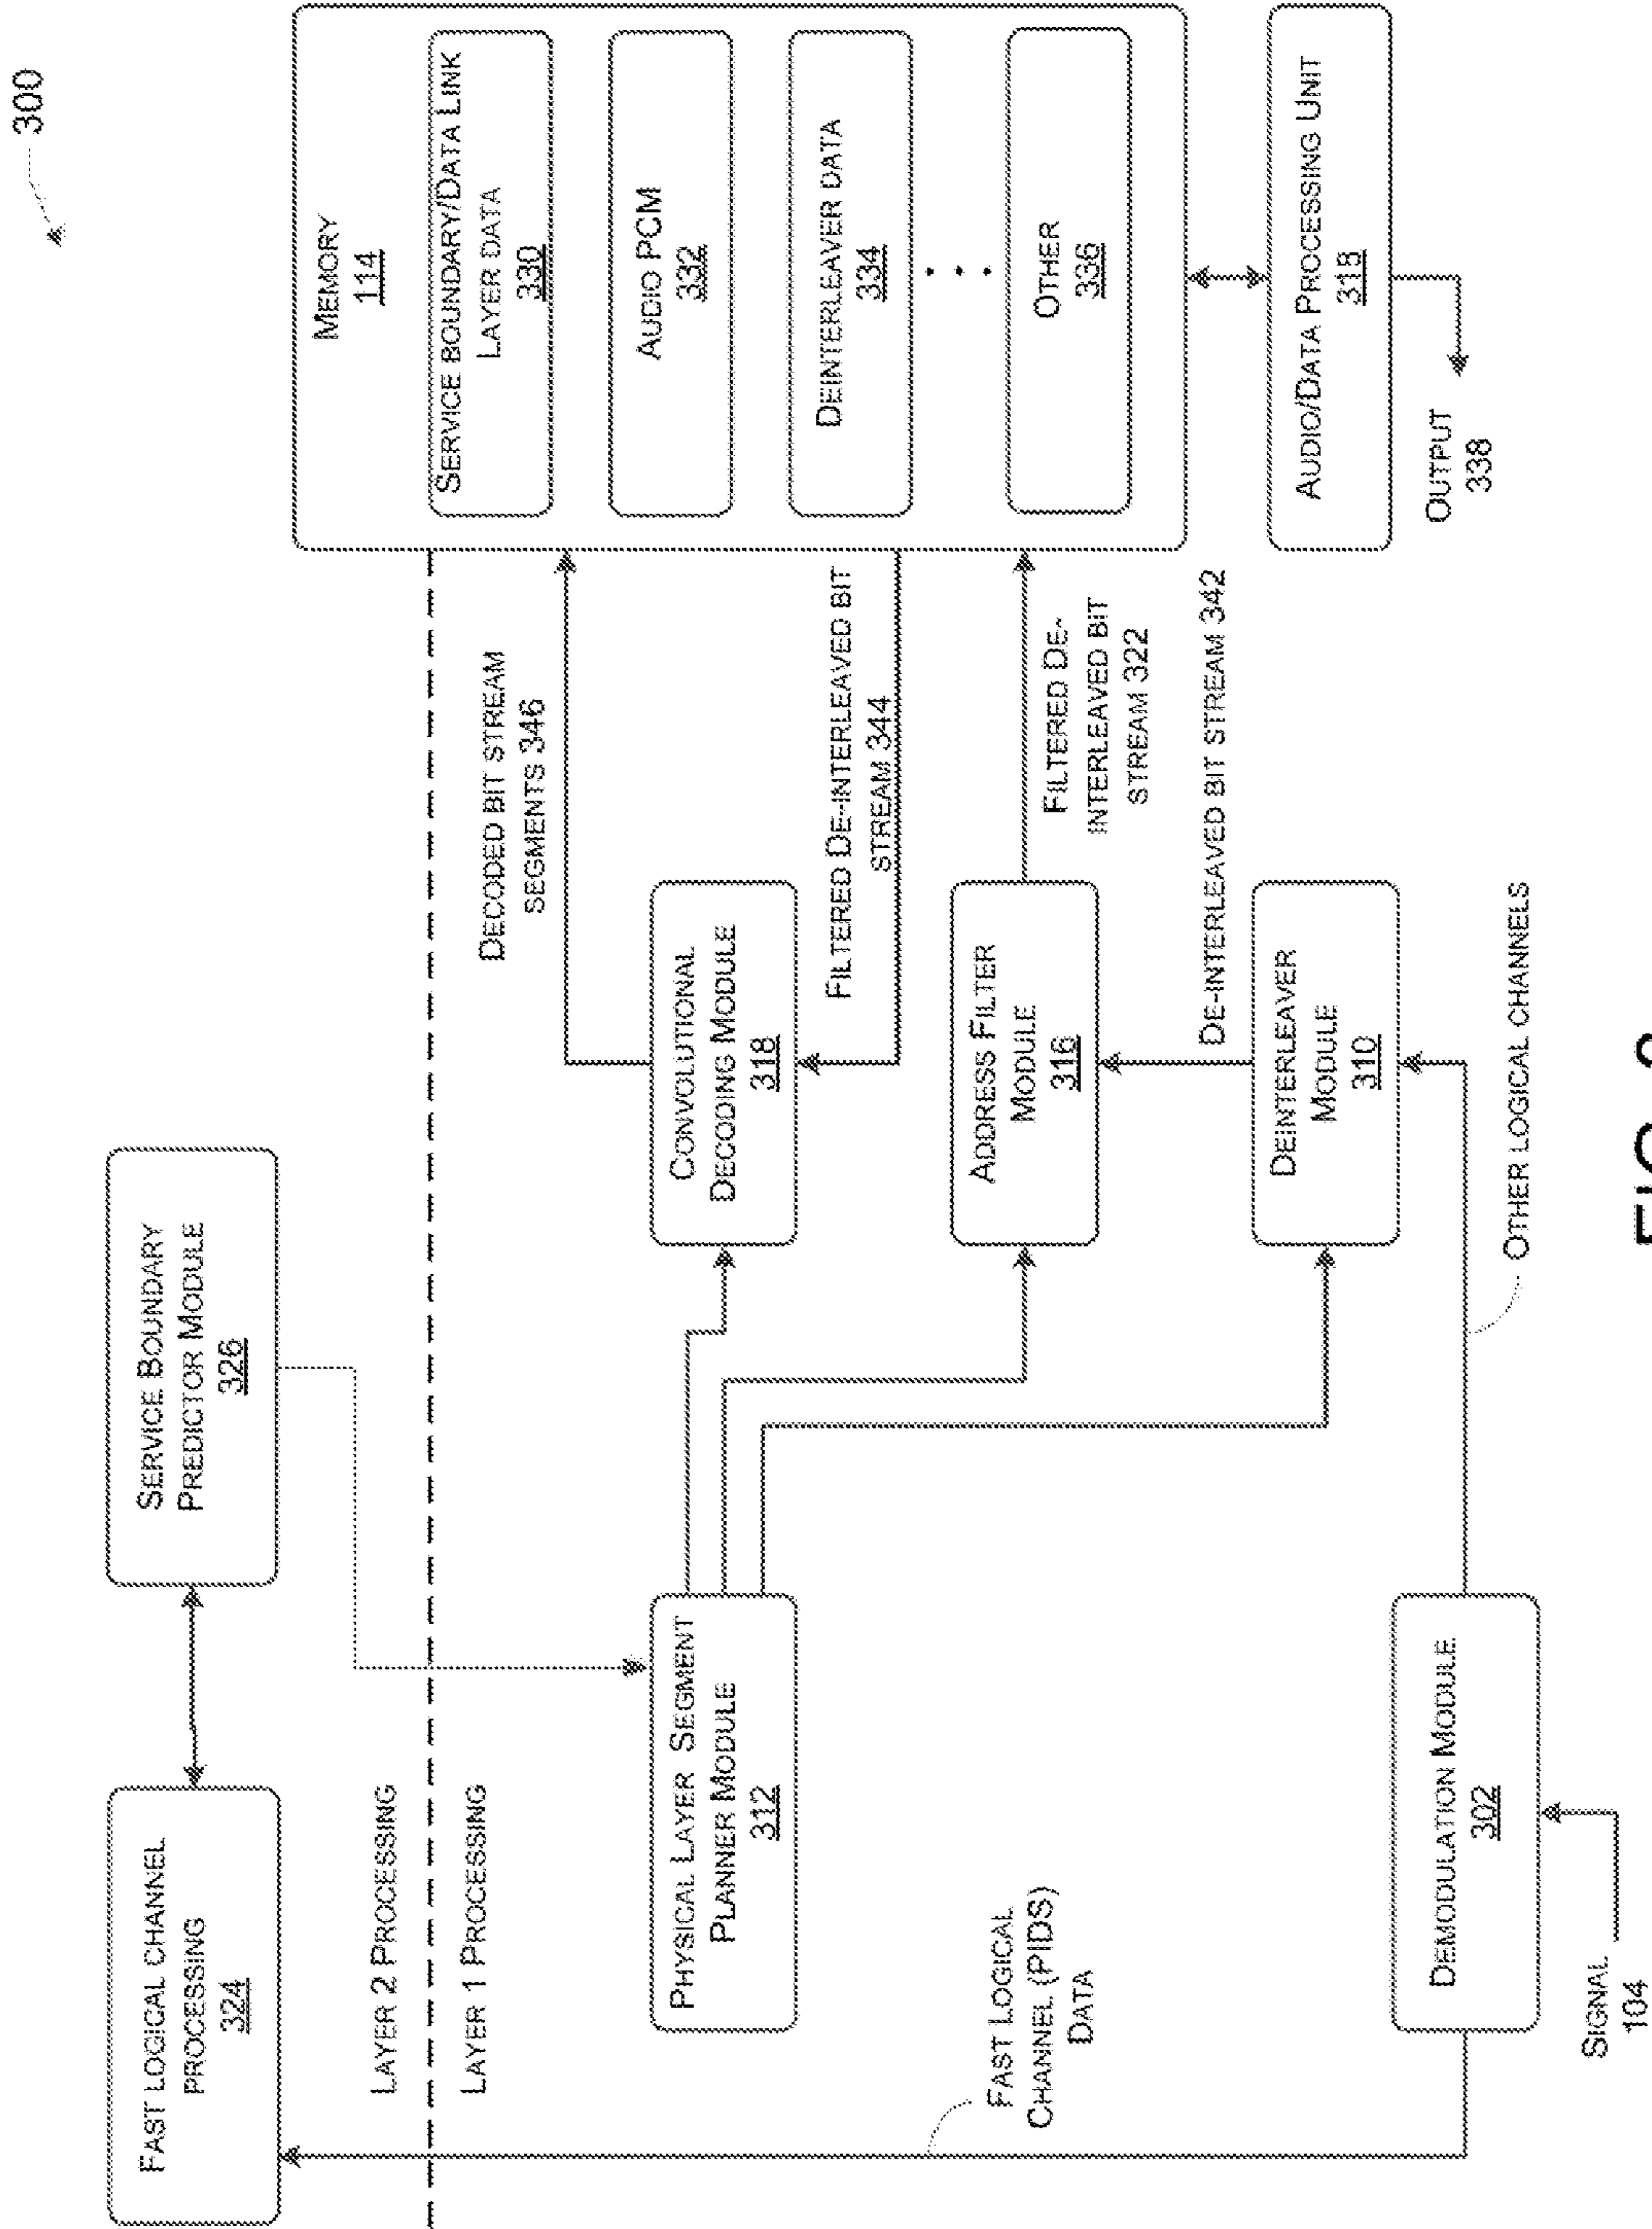 300
FAST LOGICAL CHANNEL
PROCESSING
324
SERVICE BOUNDARY
PREDICTOR MODULE
326
LAYER 2 PROCESSING
LAYER 1 PROCESSING
MEMORY
114
SERVICE BOUNDARY/DATA LINK
LAYER DATA
330
AUDIO PCM
332
DEINTERLEAVER DATA
334
OTHER
336
PHYSICAL LAYER SEGMENT
PLANNER MODULE
312
CONVOLUTIONAL
DECODING MODULE
318
DECODED BIT STREAM
SEGMENTS 346
FILTERED DE-INTERLEAVED BIT
STREAM 344
ADDRESS FILTER
MODULE
316
FILTERED DE-
INTERLEAVED BIT
STREAM 322
DE-INTERLEAVED BIT STREAM 342
DEINTERLEAVER
MODULE
310
FAST LOGICAL
CHANNEL (PIDS)
DATA
DEMODULATION MODULE
302
SIGNAL
104
OTHER LOGICAL CHANNELS
AUDIO/DATA PROCESSING UNIT
318
OUTPUT
338